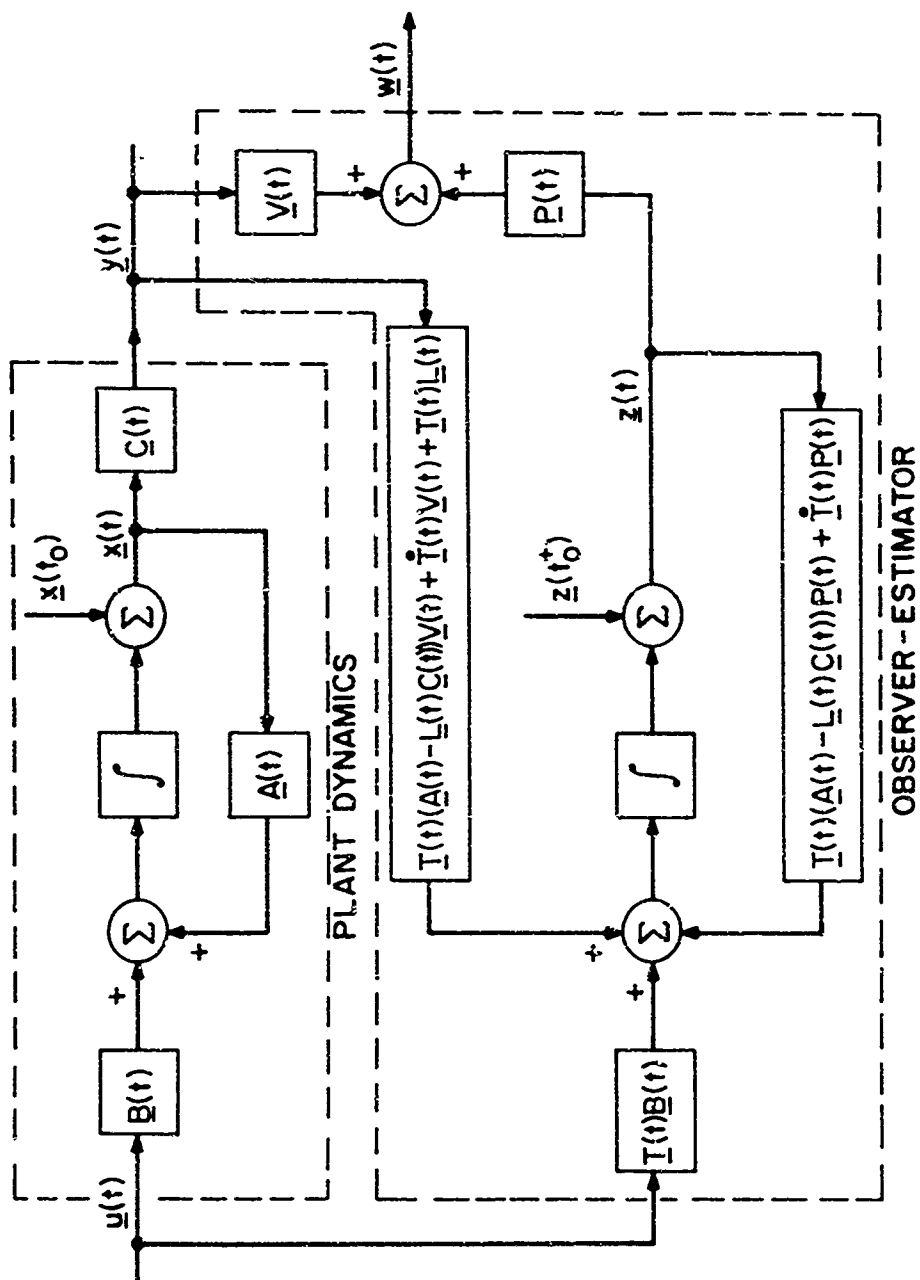 u(t)
B(t)
+
Σ
+
∫
A(t)
Σ
x(t₀)
x(t)
C(t)
y(t)
PLANT DYNAMICS
V(t)
+
Σ
w(t)
+
P(t)
T(t)(A(t)-L(t)C(t))V(t)+Ṫ(t)V(t)+T(t)L(t)
T(t)B(t)
+
+
Σ
∫
Σ
z(t₀⁺)
z(t)
T(t)(A(t)-L(t)C(t))P(t)+Ṫ(t)P(t)
OBSERVER-ESTIMATOR